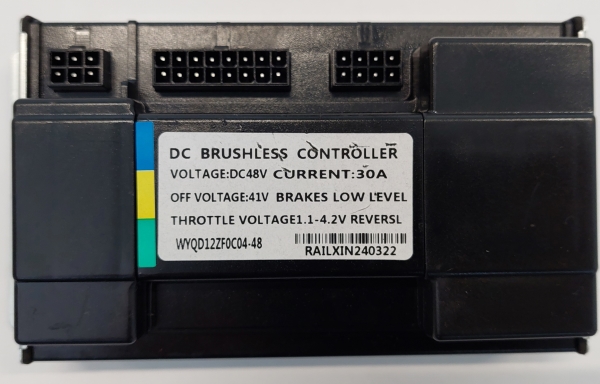 DC BRUSHLESS CONTROLLER
VOLTAGE:DC48V CURRENT:30A
OFF VOLTAGE:41V BRAKES LOW LEVEL
THROTTLE VOLTAGE1.1-4.2V REVERSL
WYQD12ZF0C04-48
RAILXIN240322